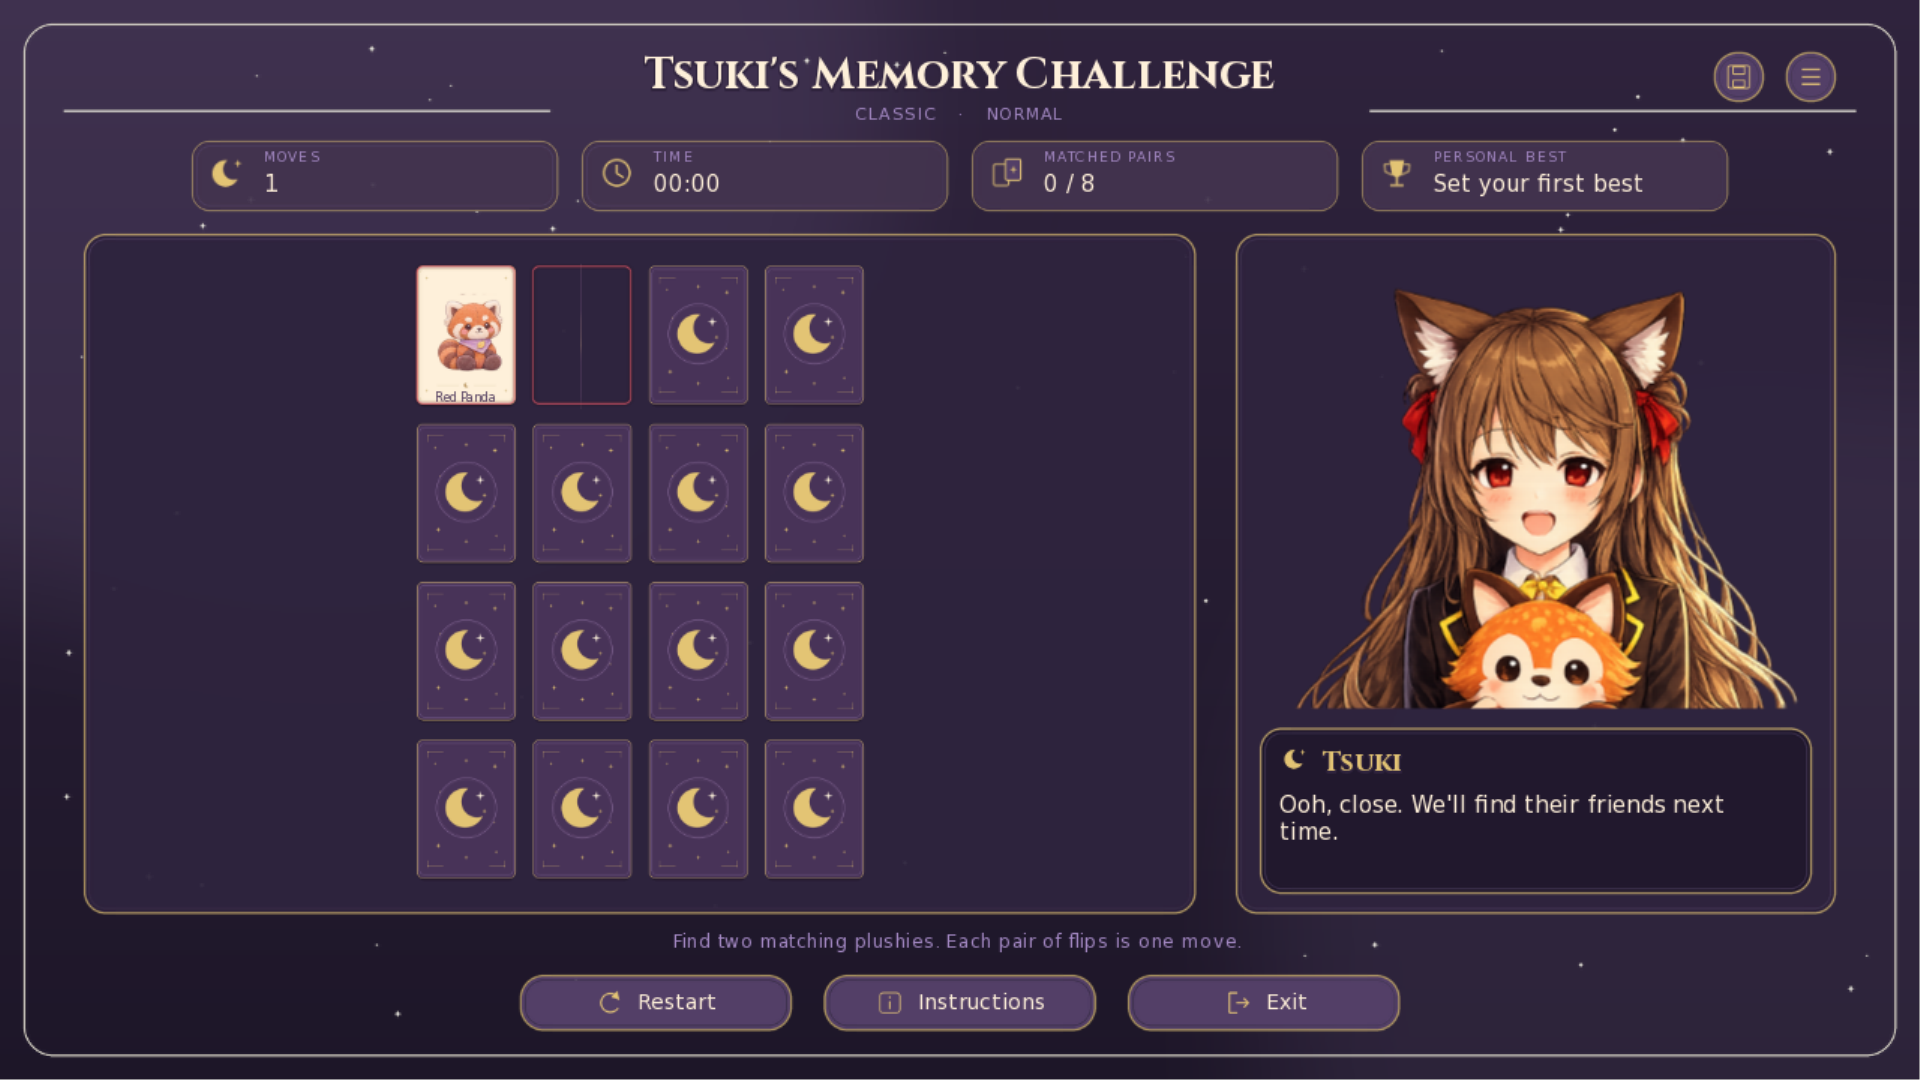 Tsuki's Memory Challenge
CLASSIC · NORMAL
MOVES
1
TIME
00:00
MATCHED PAIRS
0 / 8
PERSONAL BEST
Set your first best
Red Panda
Tsuki
Ooh, close. We'll find their friends next
time.
Find two matching plushies. Each pair of flips is one move.
Restart
Instructions
Exit